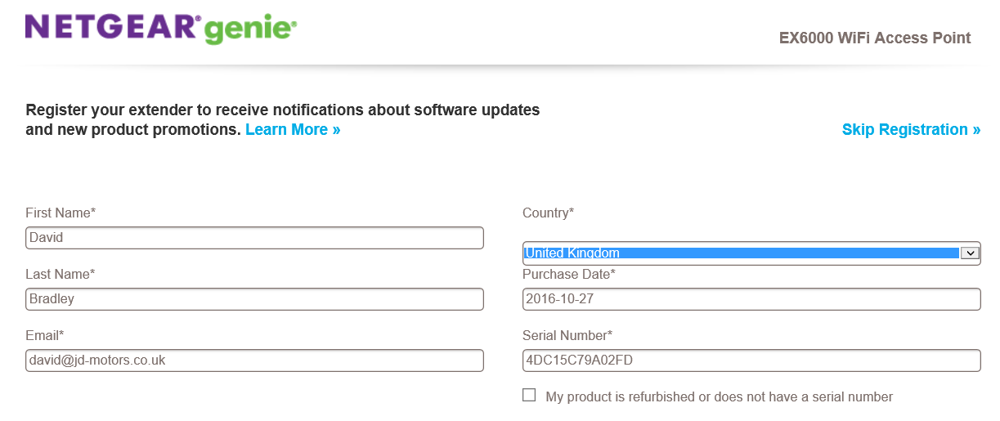 NETGEAR® genie®
EX6000 WiFi Access Point
Register your extender to receive notifications about software updates
and new product promotions. Learn More »
Skip Registration »
First Name*
David
Last Name*
Bradley
Email*
david@jd-motors.co.uk
Country*
United Kingdom
Purchase Date*
2016-10-27
Serial Number*
4DC15C79A02FD
My product is refurbished or does not have a serial number